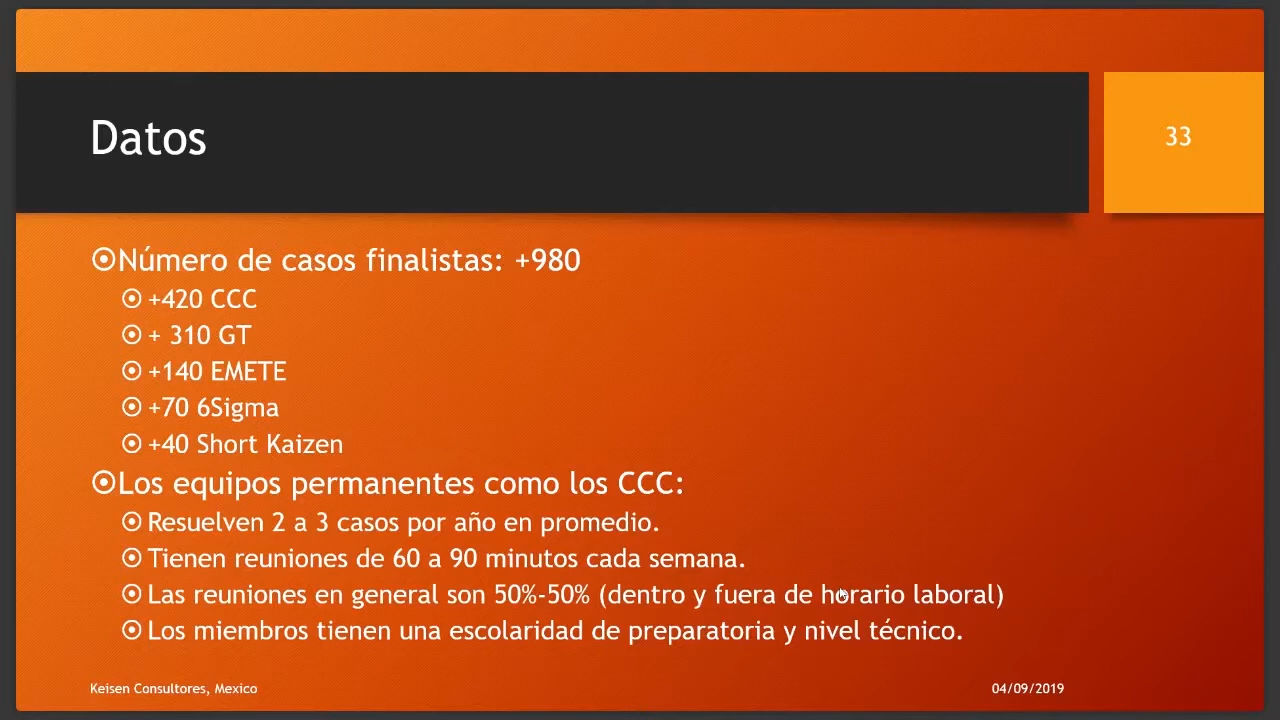 Datos
33
Número de casos finalistas: +980
+420 CCC
+ 310 GT
+140 EMETE
+70 6Sigma
+40 Short Kaizen
Los equipos permanentes como los CCC:
Resuelven 2 a 3 casos por año en promedio.
Tienen reuniones de 60 a 90 minutos cada semana.
Las reuniones en general son 50%-50% (dentro y fuera de horario laboral)
Los miembros tienen una escolaridad de preparatoria y nivel técnico.
Keisen Consultores, Mexico
04/09/2019